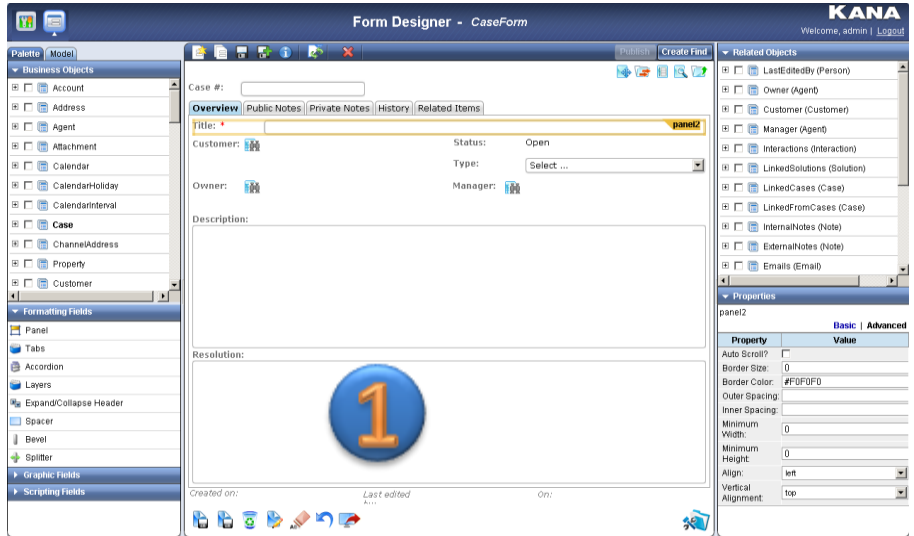 Form Designer - CaseForm
KANA
Welcome, admin | Logout
Palette Model
Publish Create Find
Business Objects
Account
Address
Agent
Attachment
Calendar
CalendarHoliday
CalendarInterval
Case
ChannelAddress
Property
Customer
Formatting Fields
Panel
Tabs
Accordion
Layers
Expand/Collapse Header
Spacer
Bevel
Splitter
Graphic Fields
Scripting Fields
Case #:
Overview Public Notes Private Notes History Related Items
Title: * panel2
Customer: Status: Open
Type: Select ...
Owner: Manager:
Description:
Resolution:
1
Created on: Last edited On:
Related Objects
LastEditedBy (Person)
Owner (Agent)
Customer (Customer)
Manager (Agent)
Interactions (Interaction)
LinkedSolutions (Solution)
LinkedCases (Case)
LinkedFromCases (Case)
InternalNotes (Note)
ExternalNotes (Note)
Emails (Email)
Properties
panel2
Basic | Advanced
Property Value
Auto Scroll?
Border Size: 0
Border Color: #F0F0F0
Outer Spacing:
Inner Spacing:
Minimum
Width: 0
Minimum
Height: 0
Align: left
Vertical
Alignment: top